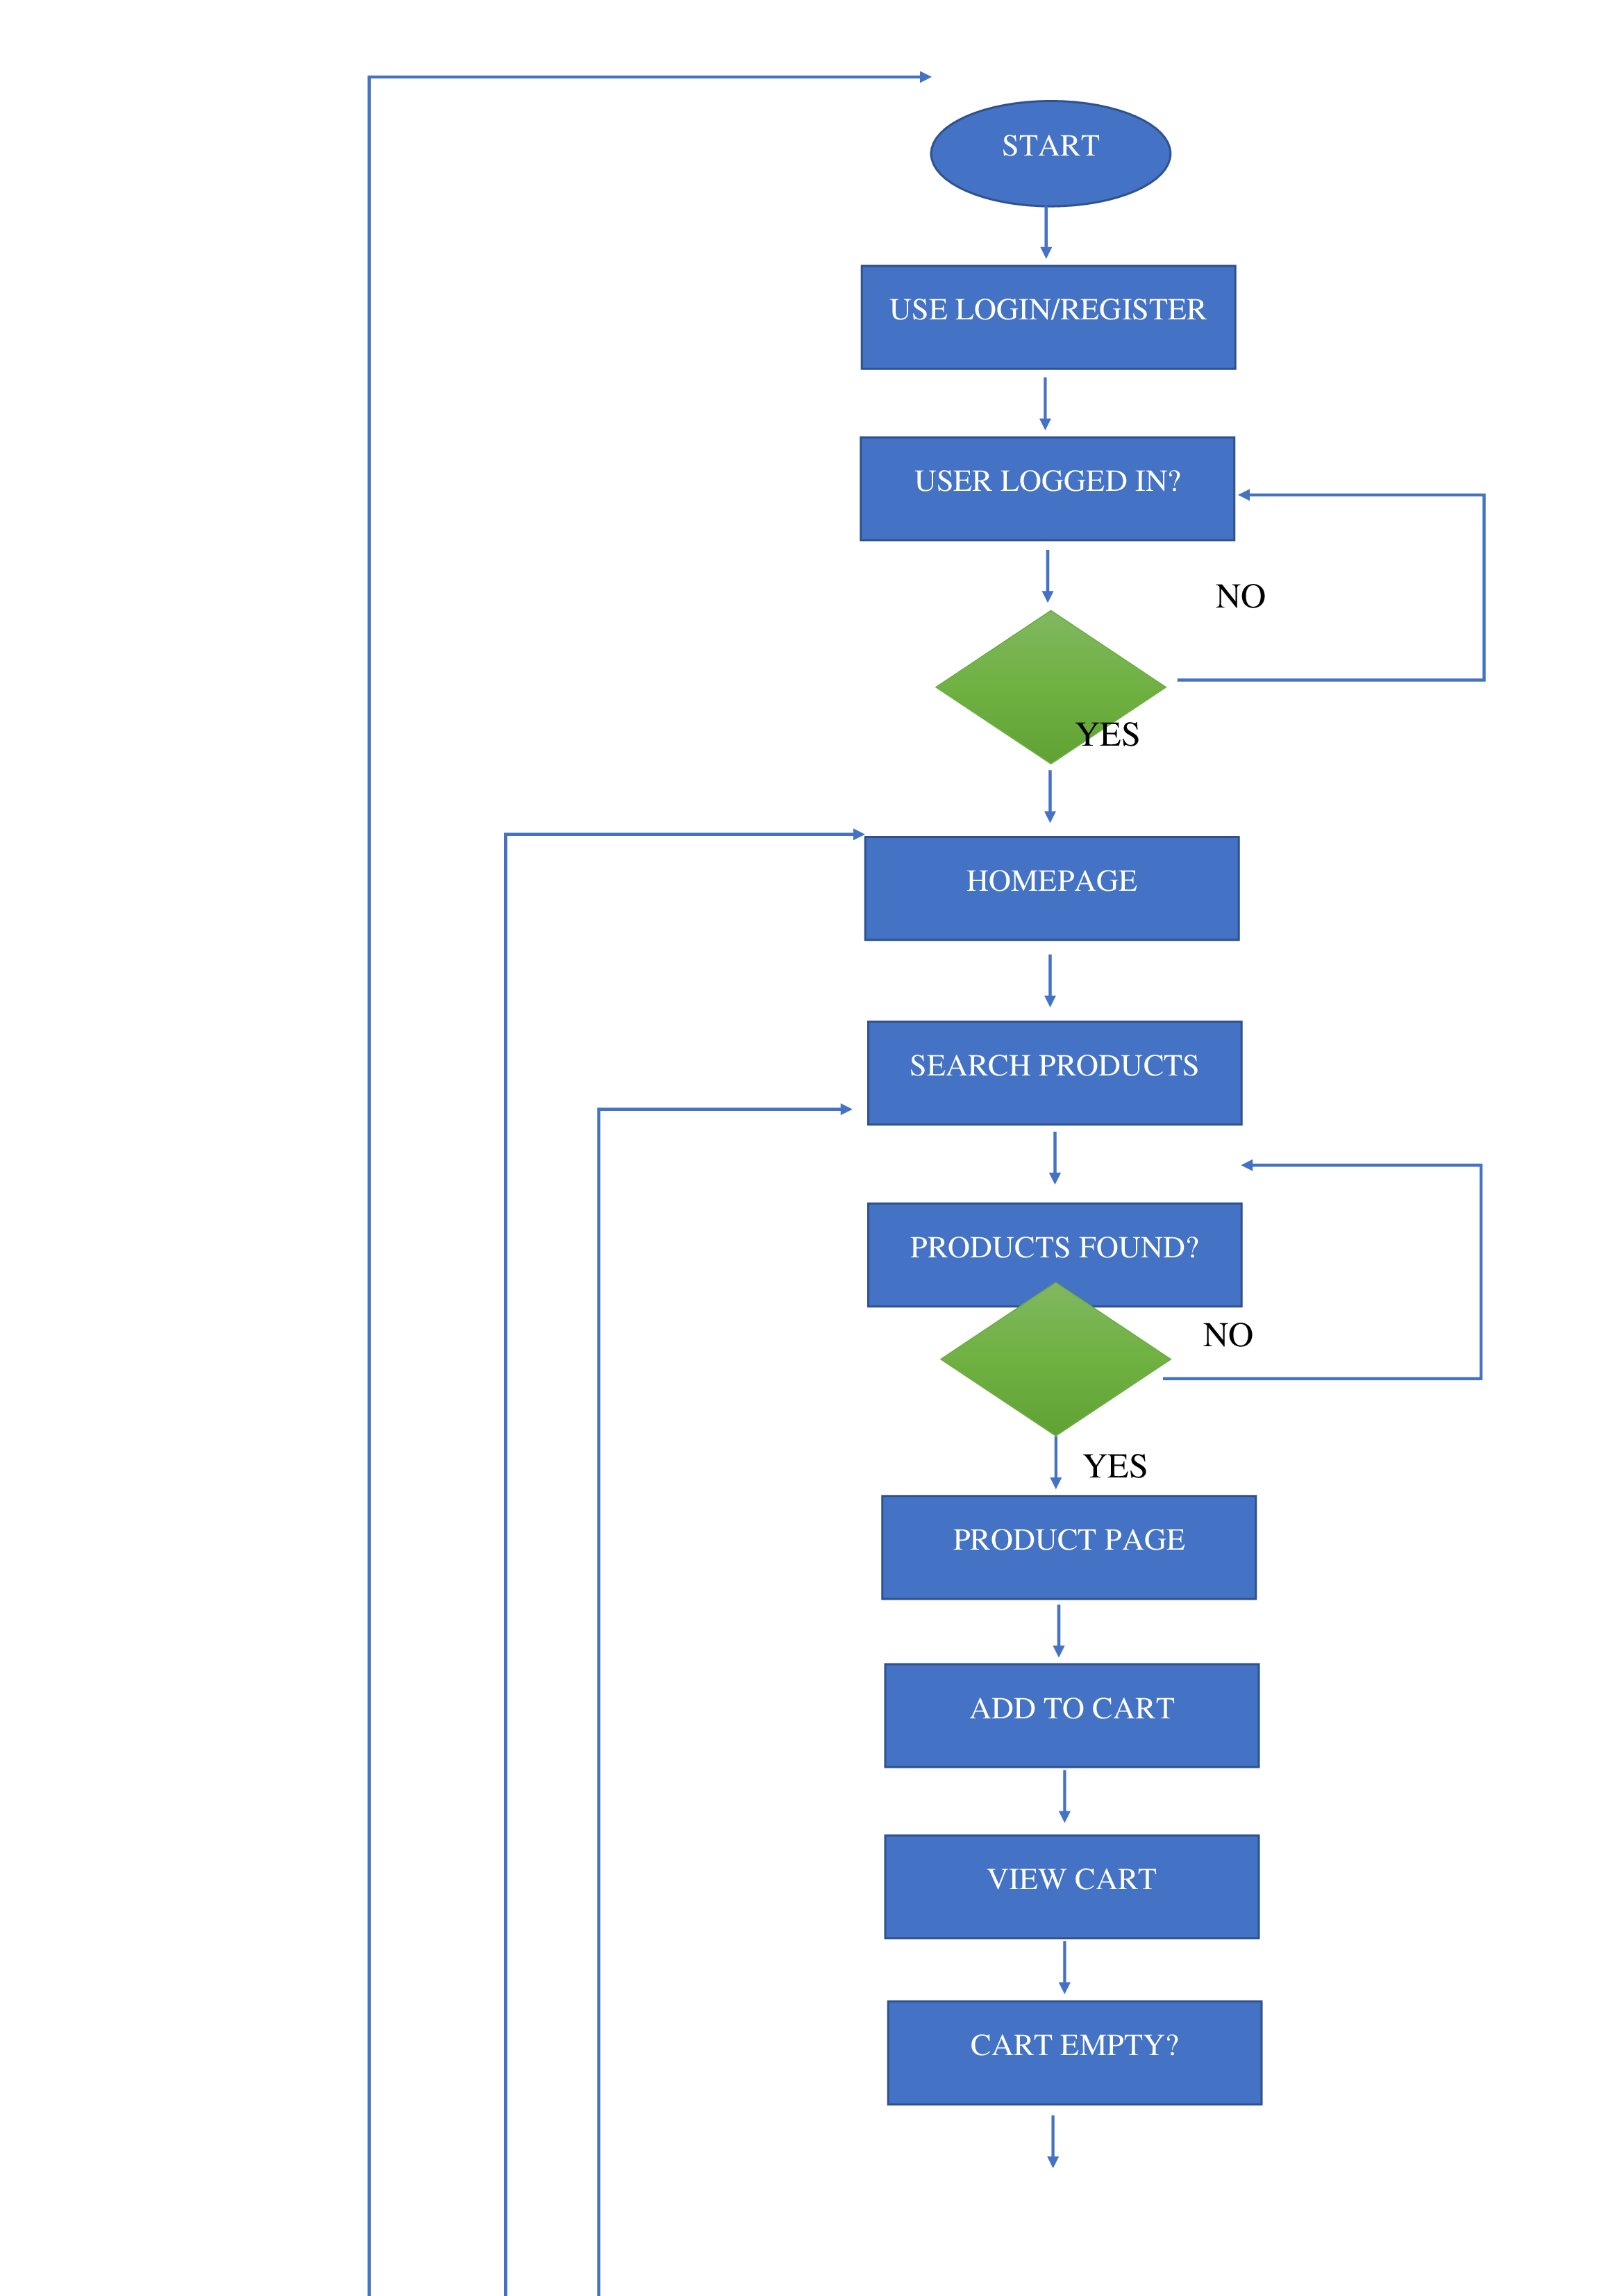 START
USE LOGIN/REGISTER
USER LOGGED IN?
NO
YES
HOMEPAGE
SEARCH PRODUCTS
PRODUCTS FOUND?
NO
YES
PRODUCT PAGE
ADD TO CART
VIEW CART
CART EMPTY?